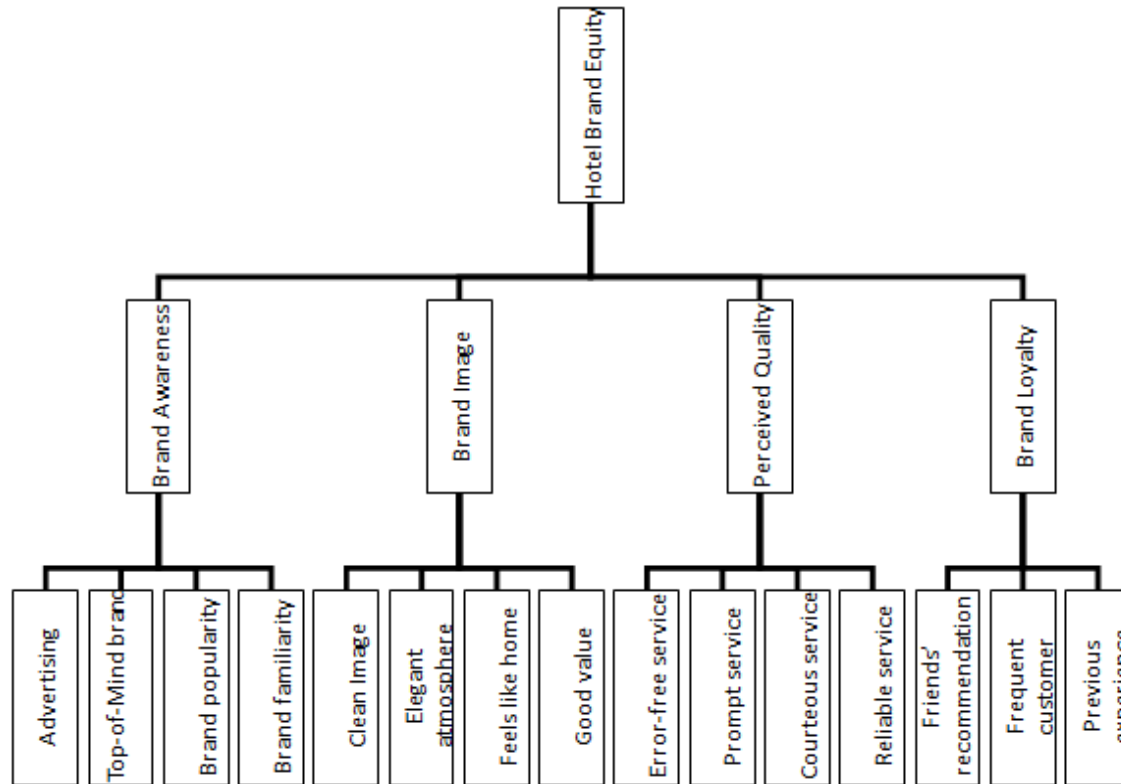 Hotel Brand Equity
Brand Awareness
Brand Image
Perceived Quality
Brand Loyalty
Advertising
Top-of-Mind brand
Brand popularity
Brand familiarity
Clean Image
Elegant
atmosphere
Feels like home
Good value
Error-free service
Prompt service
Courteous service
Reliable service
Friends'
recommendation
Frequent
customer
Previous
experience